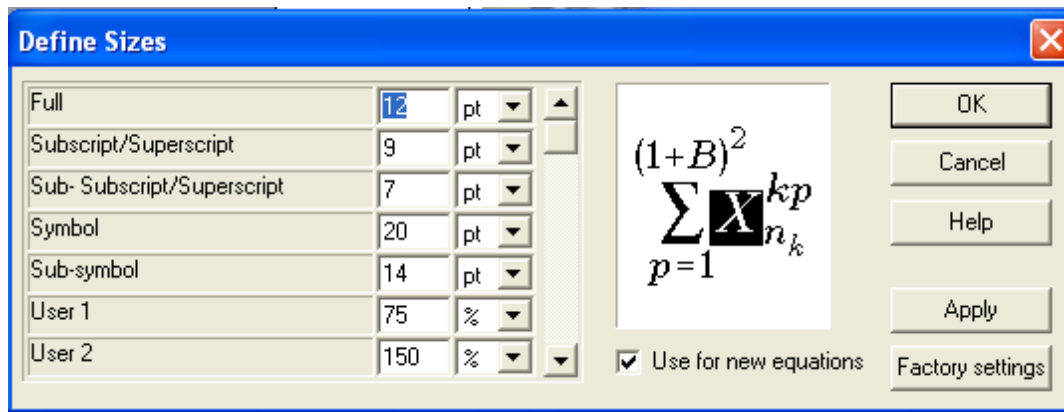 Define Sizes
Full 12 pt
Subscript/Superscript 9 pt
Sub- Subscript/Superscript 7 pt
Symbol 20 pt
Sub-symbol 14 pt
User 1 75 %
User 2 150 %
(1+B)²
∑ X kp
n k
p=1
Use for new equations
OK
Cancel
Help
Apply
Factory settings